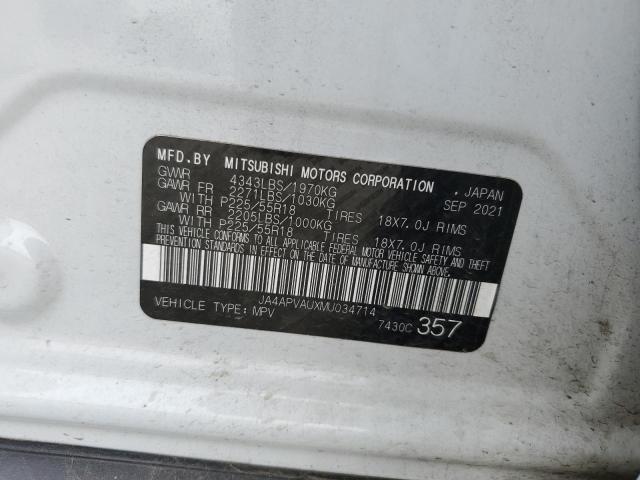 MFD.BY MITSUBISHI MOTORS CORPORATION , JAPAN
GVWR 4343LBS/1970KG SEP 2021
GAWR FR 2271LBS/1030KG
WITH P225/55R18 TIRES 18X7.0J RIMS
GAWR RR 2205LBS/1000KG
WITH P225/55R18 TIRES 18X7.0J RIMS
THIS VEHICLE CONFORMS TO ALL APPLICABLE FEDERAL MOTOR VEHICLE SAFETY AND THEFT
PREVENTION STANDARDS IN EFFECT ON THE DATE OF MANUFACTURE SHOWN ABOVE.
JA4APVAUXMU034714
VEHICLE TYPE: MPV 7430C 357